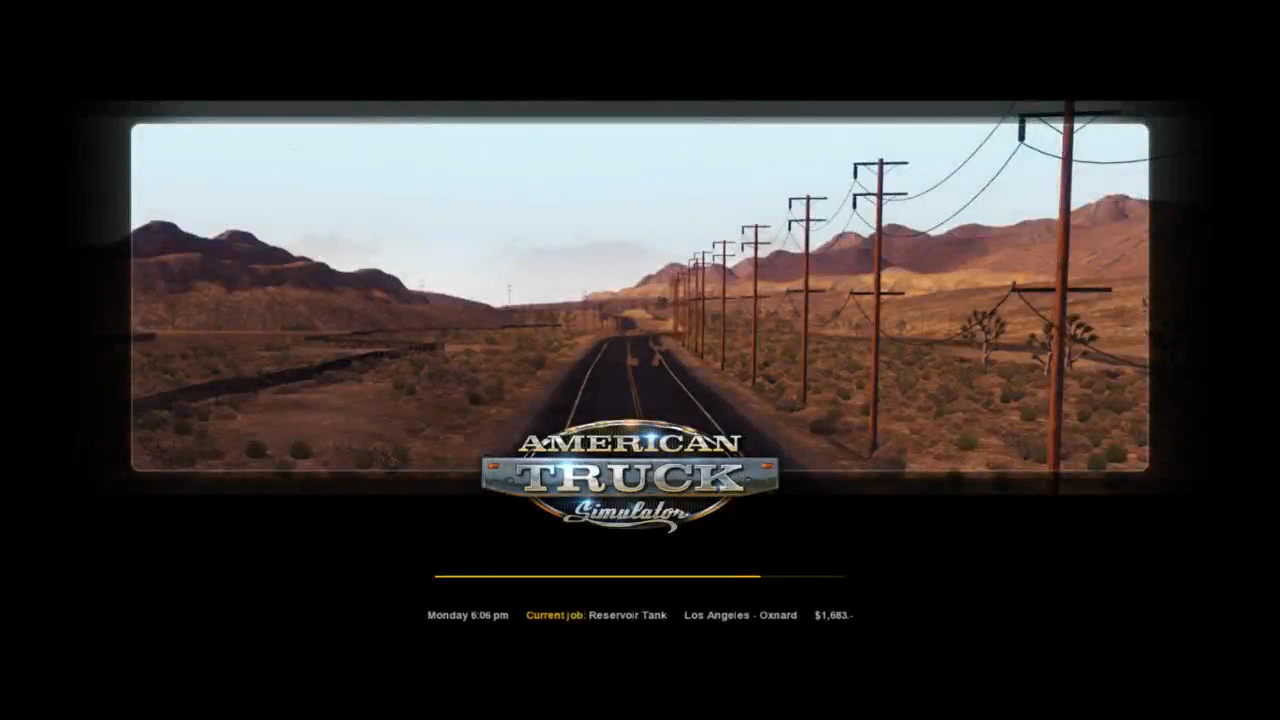 AMERICAN
TRUCK
Simulator
Monday 6:06 pm Current job: Reservoir Tank Los Angeles - Oxnard $1,683.-